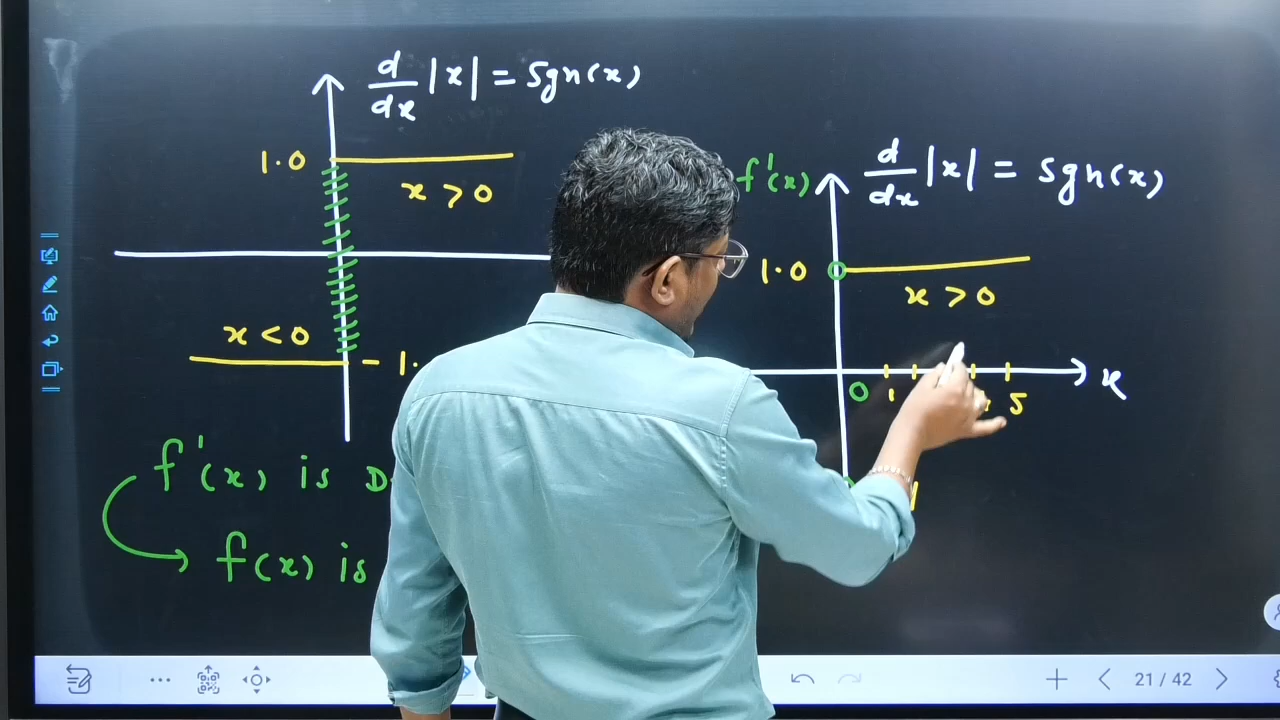 d/dx |x| = Sgn(x)
1.0
x > 0
x < 0
- 1.
f'(x) is D
f(x) is
f'(x)
d/dx |x| = sgn(x)
1.0
x > 0
0 1 5
x
21 / 42